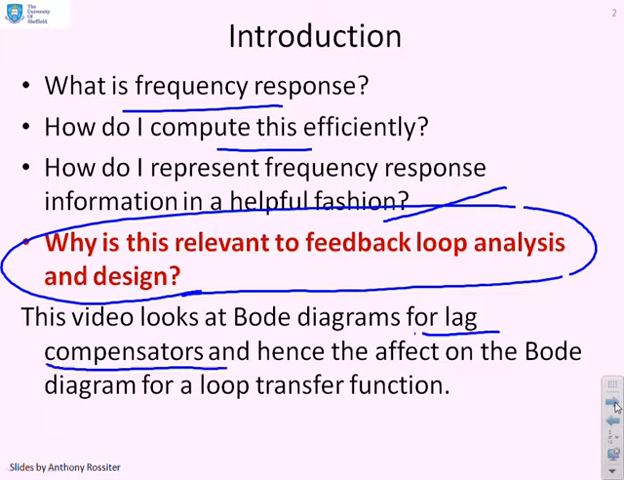 The
University
Of
Sheffield.
2
Introduction
• What is frequency response?
• How do I compute this efficiently?
• How do I represent frequency response
information in a helpful fashion?
• Why is this relevant to feedback loop analysis
and design?
This video looks at Bode diagrams for lag
compensators and hence the affect on the Bode
diagram for a loop transfer function.
Slides by Anthony Rossiter